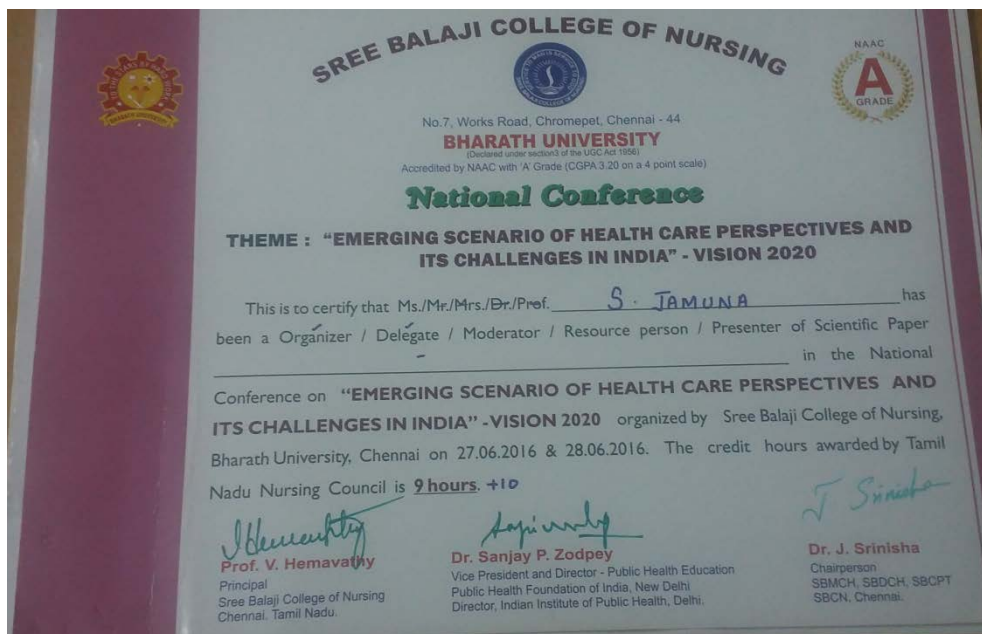 SREE BALAJI COLLEGE OF NURSING
NAAC
A
GRADE
BHARATH UNIVERSITY
No.7, Works Road, Chromepet, Chennai - 44
BHARATH UNIVERSITY
(Declared under section3 of the UGC Act 1956)
Accredited by NAAC with 'A' Grade (CGPA 3.20 on a 4 point scale)
National Conference
THEME : "EMERGING SCENARIO OF HEALTH CARE PERSPECTIVES AND
ITS CHALLENGES IN INDIA" - VISION 2020
This is to certify that Ms./Mr./Mrs./Dr./Prof. S. JAMUNA has
been a Organizer / Delegate / Moderator / Resource person / Presenter of Scientific Paper
- in the National
Conference on "EMERGING SCENARIO OF HEALTH CARE PERSPECTIVES AND
ITS CHALLENGES IN INDIA" -VISION 2020 organized by Sree Balaji College of Nursing,
Bharath University, Chennai on 27.06.2016 & 28.06.2016. The credit hours awarded by Tamil
Nadu Nursing Council is 9 hours. +10
J Srinisha
Prof. V. Hemavathy
Principal
Sree Balaji College of Nursing
Chennai. Tamil Nadu.
Dr. Sanjay P. Zodpey
Vice President and Director - Public Health Education
Public Health Foundation of India, New Delhi
Director, Indian Institute of Public Health, Delhi.
Dr. J. Srinisha
Chairperson
SBMCH, SBDCH, SBCPT
SBCN, Chennai.